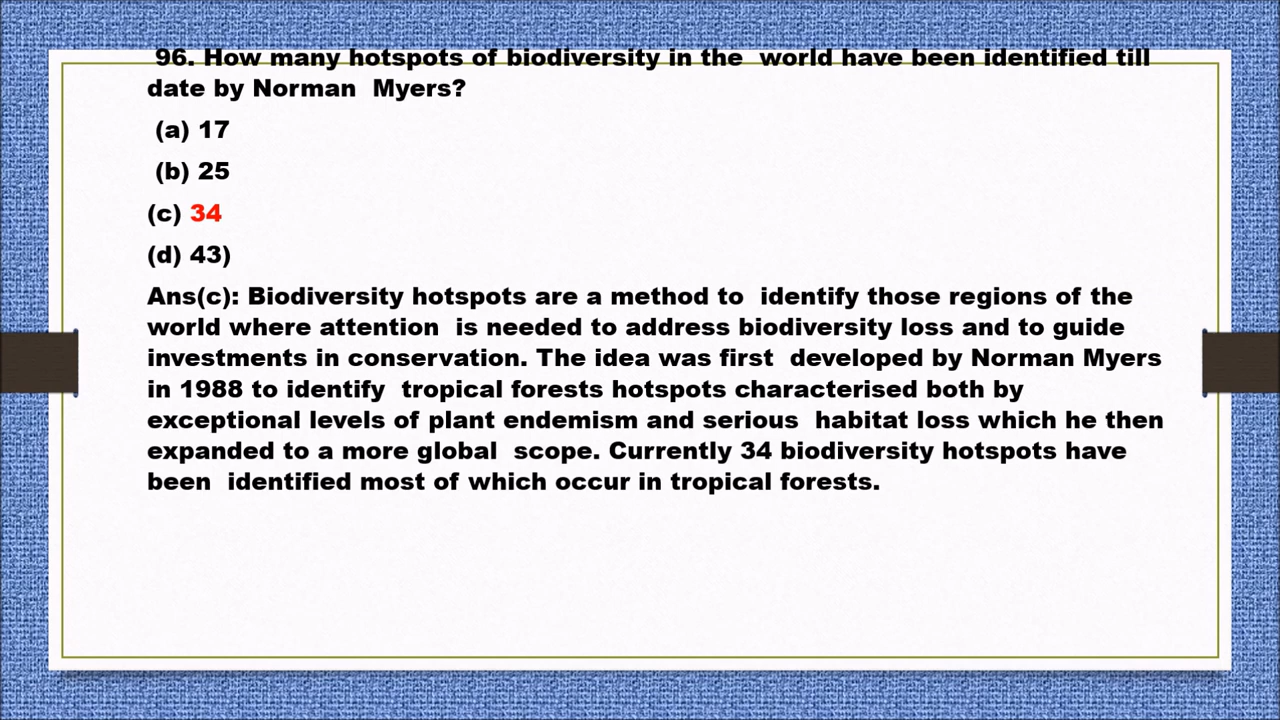 96. How many hotspots of biodiversity in the world have been identified till
date by Norman Myers?
(a) 17
(b) 25
(c) 34
(d) 43)
Ans(c): Biodiversity hotspots are a method to identify those regions of the
world where attention is needed to address biodiversity loss and to guide
investments in conservation. The idea was first developed by Norman Myers
in 1988 to identify tropical forests hotspots characterised both by
exceptional levels of plant endemism and serious habitat loss which he then
expanded to a more global scope. Currently 34 biodiversity hotspots have
been identified most of which occur in tropical forests.